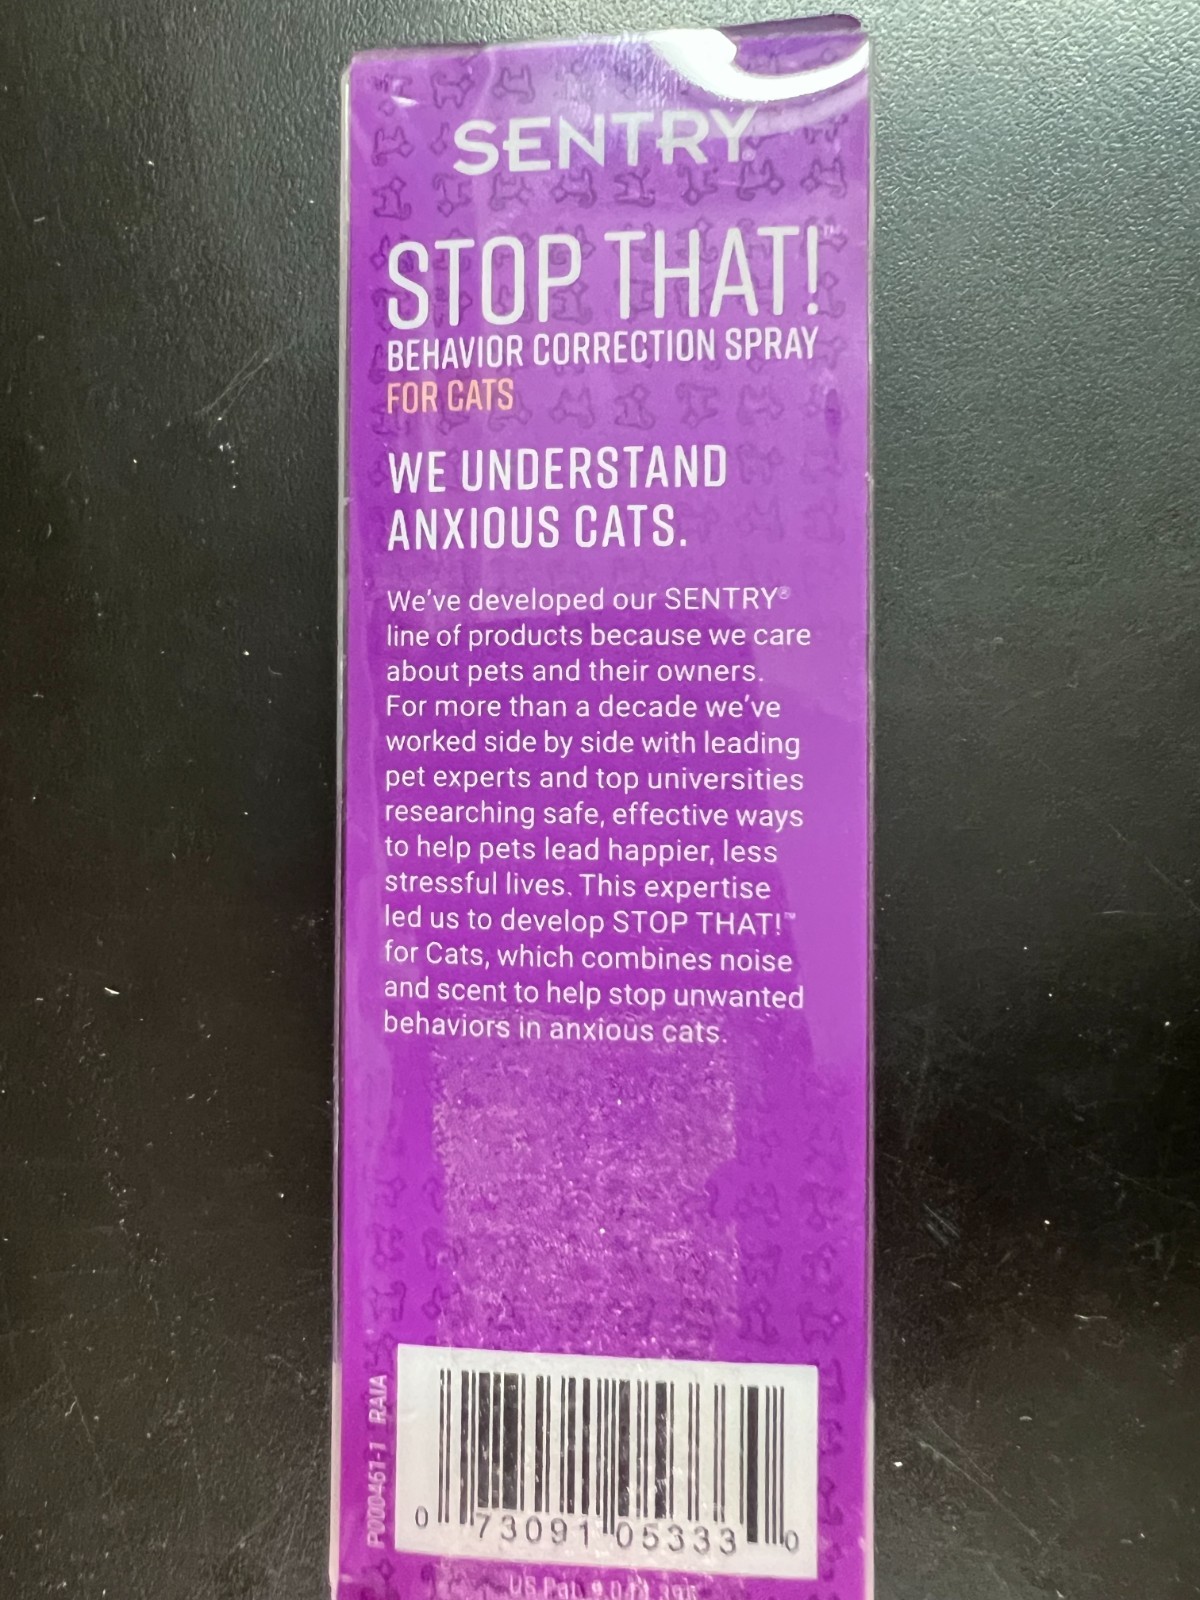 SENTRY®
STOP THAT!™
BEHAVIOR CORRECTION SPRAY
FOR CATS
WE UNDERSTAND
ANXIOUS CATS.
We've developed our SENTRY®
line of products because we care
about pets and their owners.
For more than a decade we've
worked side by side with leading
pet experts and top universities
researching safe, effective ways
to help pets lead happier, less
stressful lives. This expertise
led us to develop STOP THAT!™
for Cats, which combines noise
and scent to help stop unwanted
behaviors in anxious cats.
P000461-1 RAIA
0 73091 05333 0
US Pat.